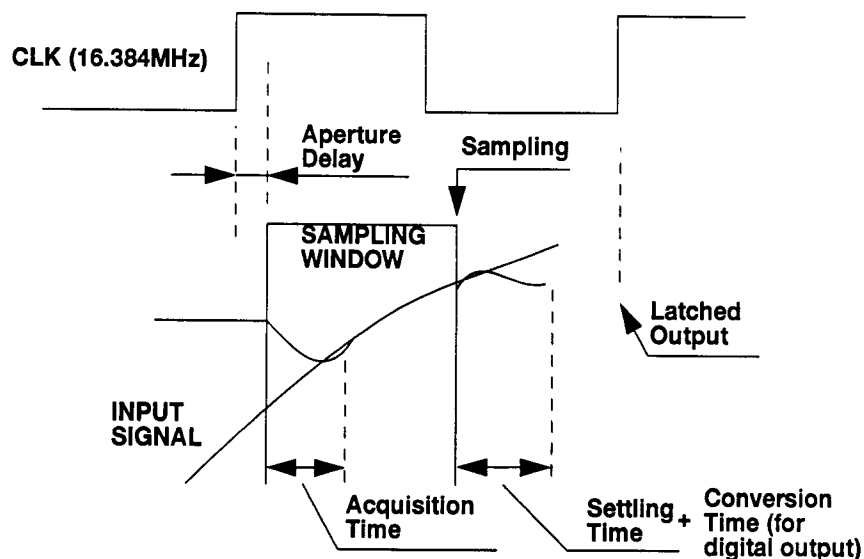 CLK (16.384MHz)
Aperture
Delay
Sampling
SAMPLING
WINDOW
Latched
Output
INPUT
SIGNAL
Acquisition
Time
Settling
Time
+
Conversion
Time (for
digital output)